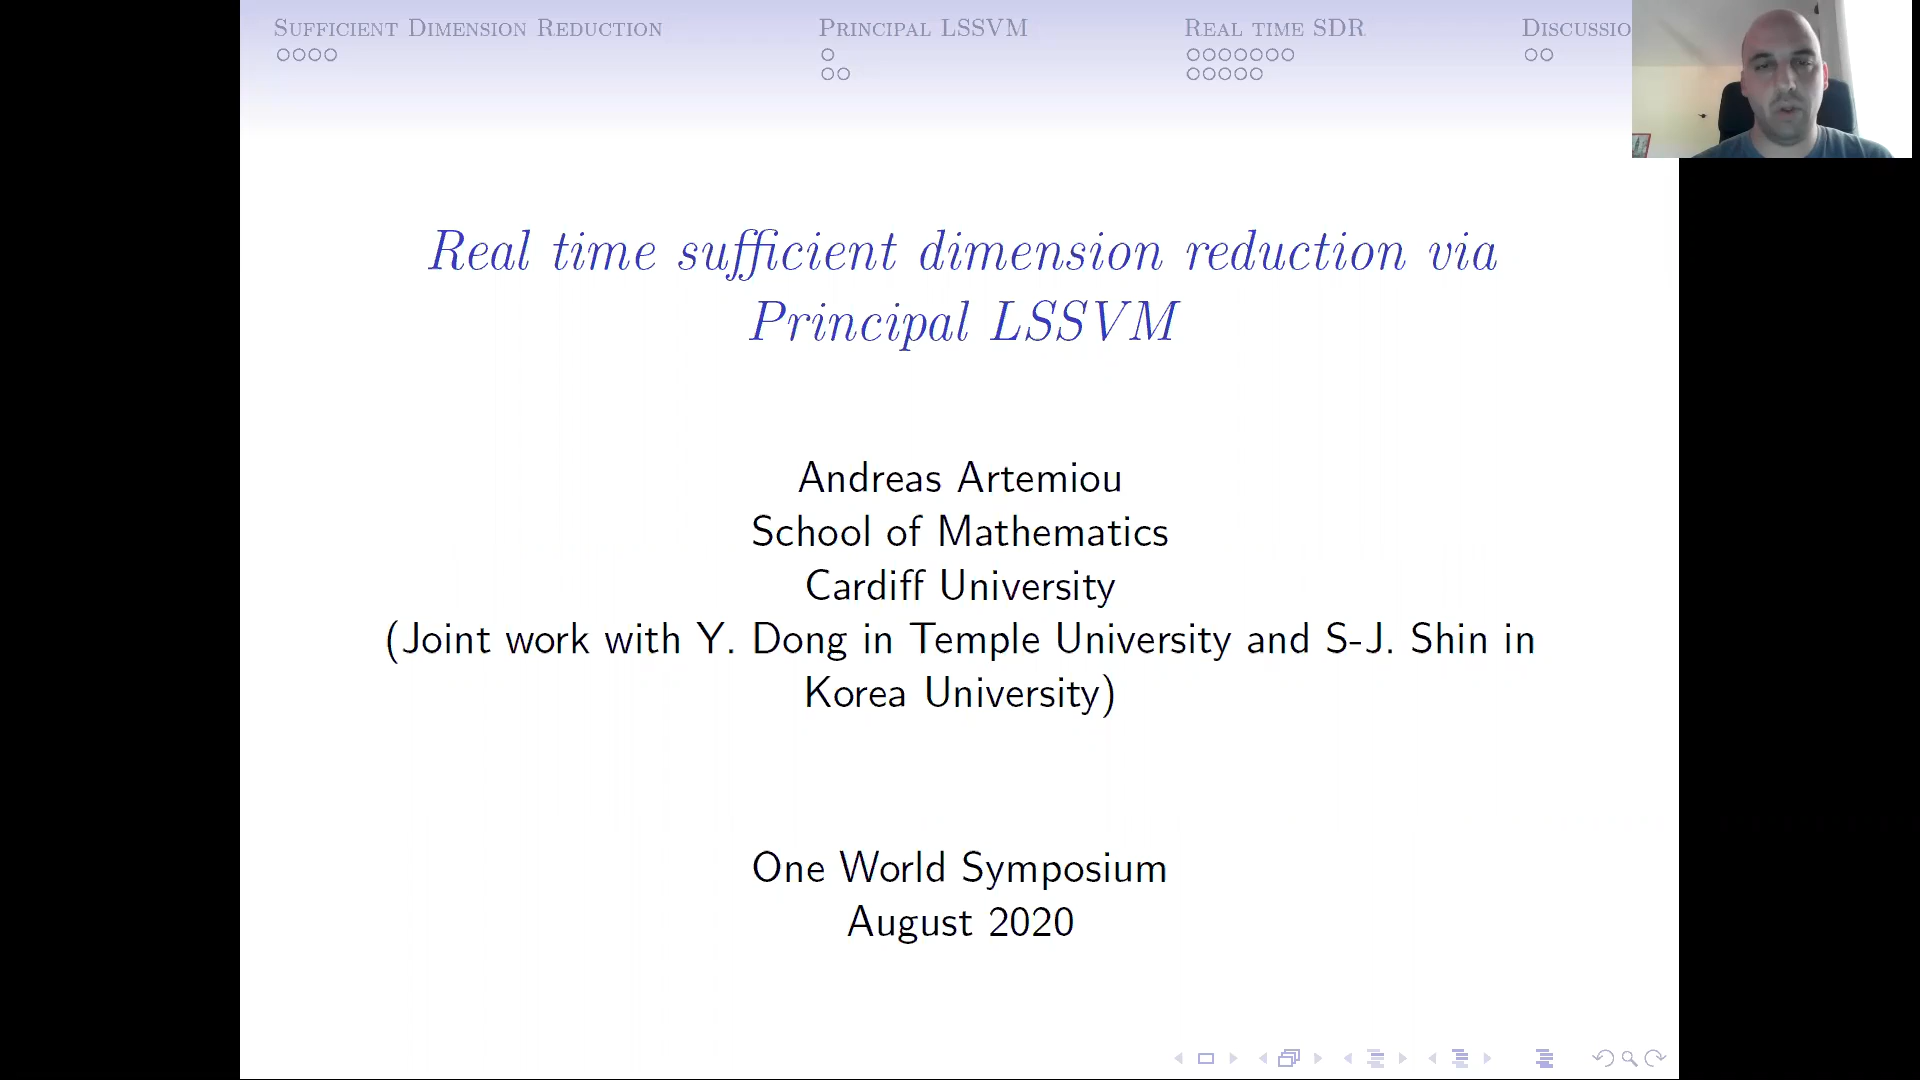 Sufficient Dimension Reduction
Principal LSSVM
Real time SDR
Discussio
Real time sufficient dimension reduction via
Principal LSSVM
Andreas Artemiou
School of Mathematics
Cardiff University
(Joint work with Y. Dong in Temple University and S-J. Shin in
Korea University)
One World Symposium
August 2020